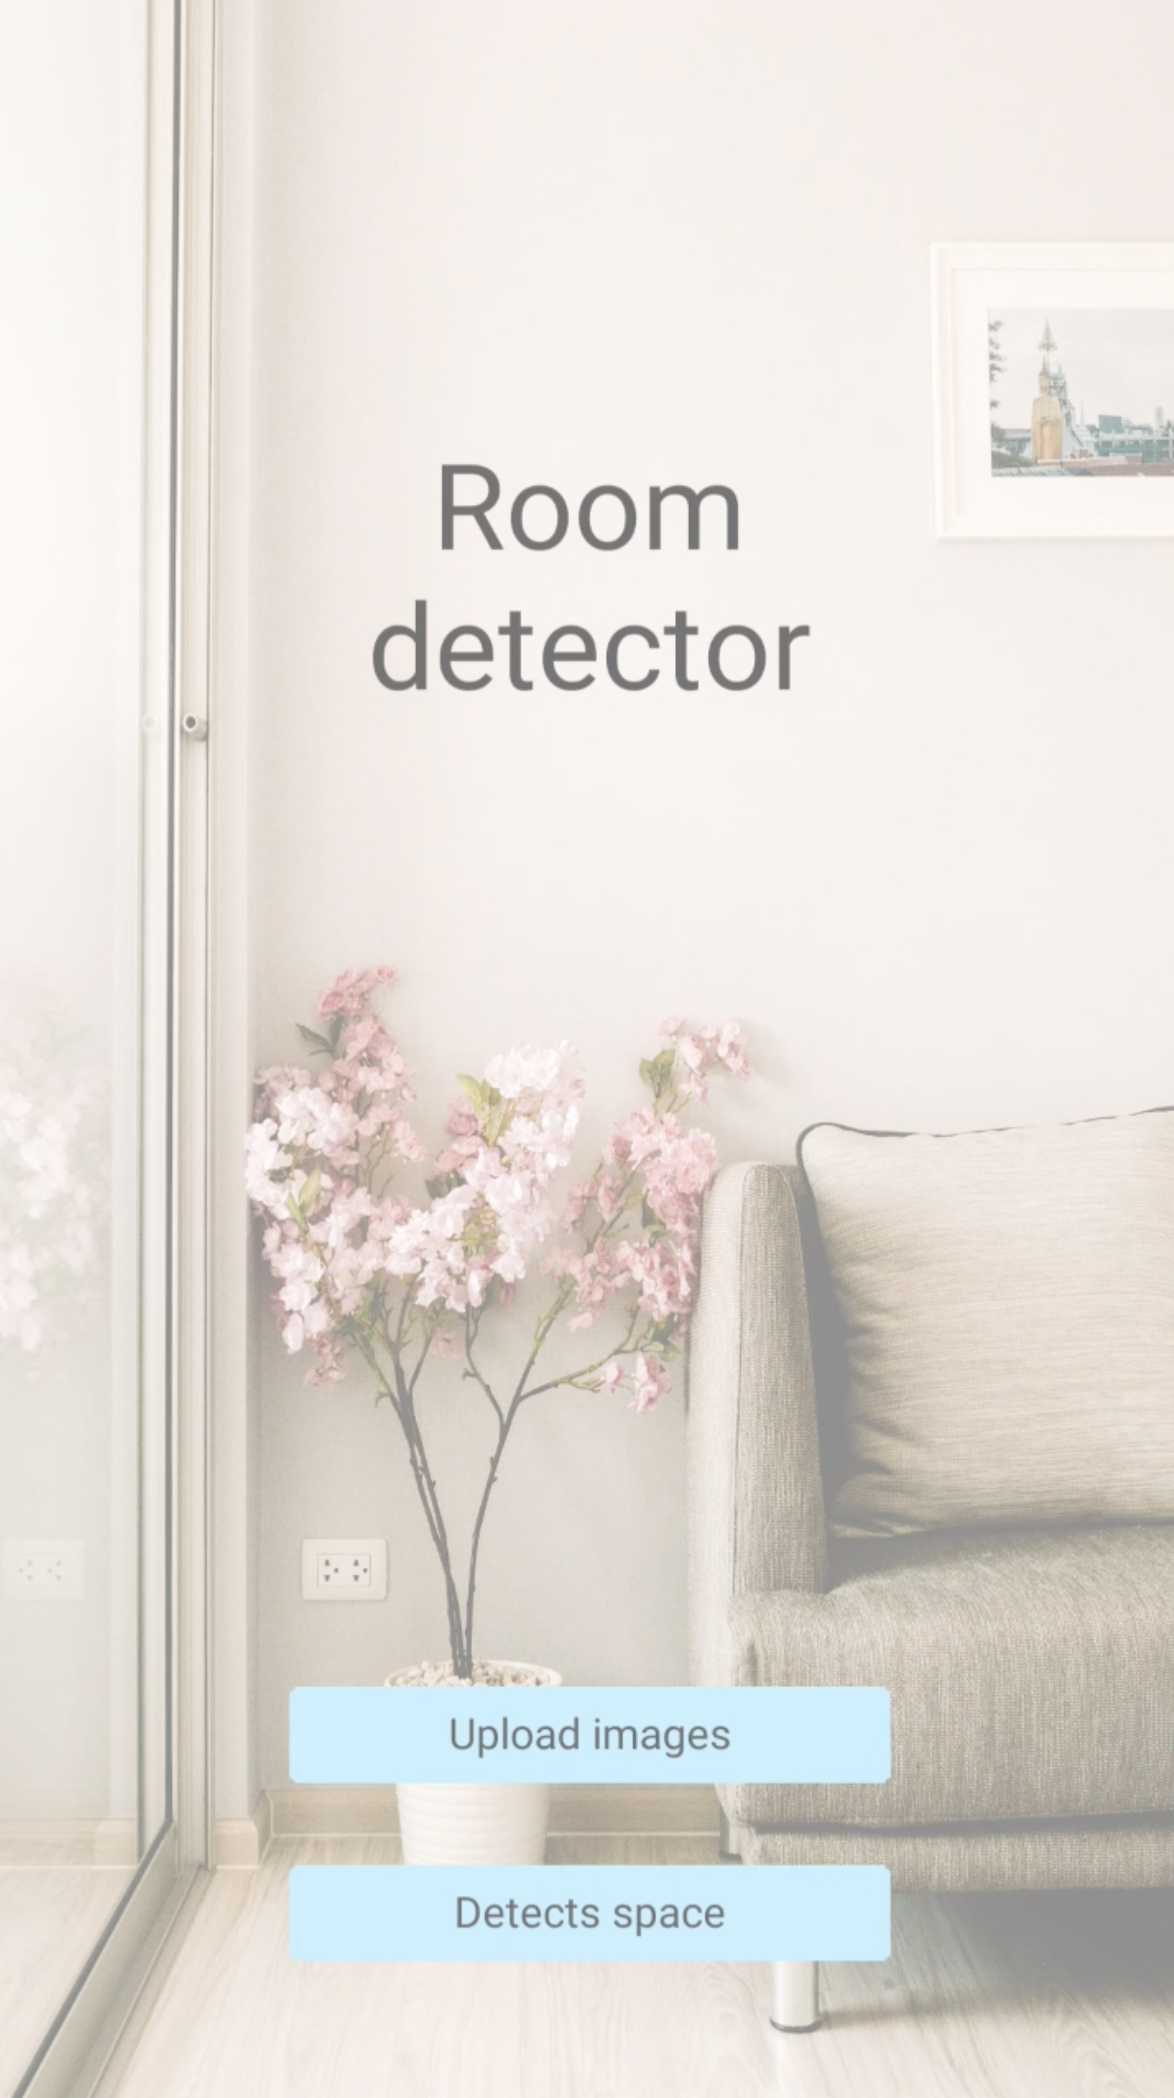 Room
detector
Upload images
Detects space